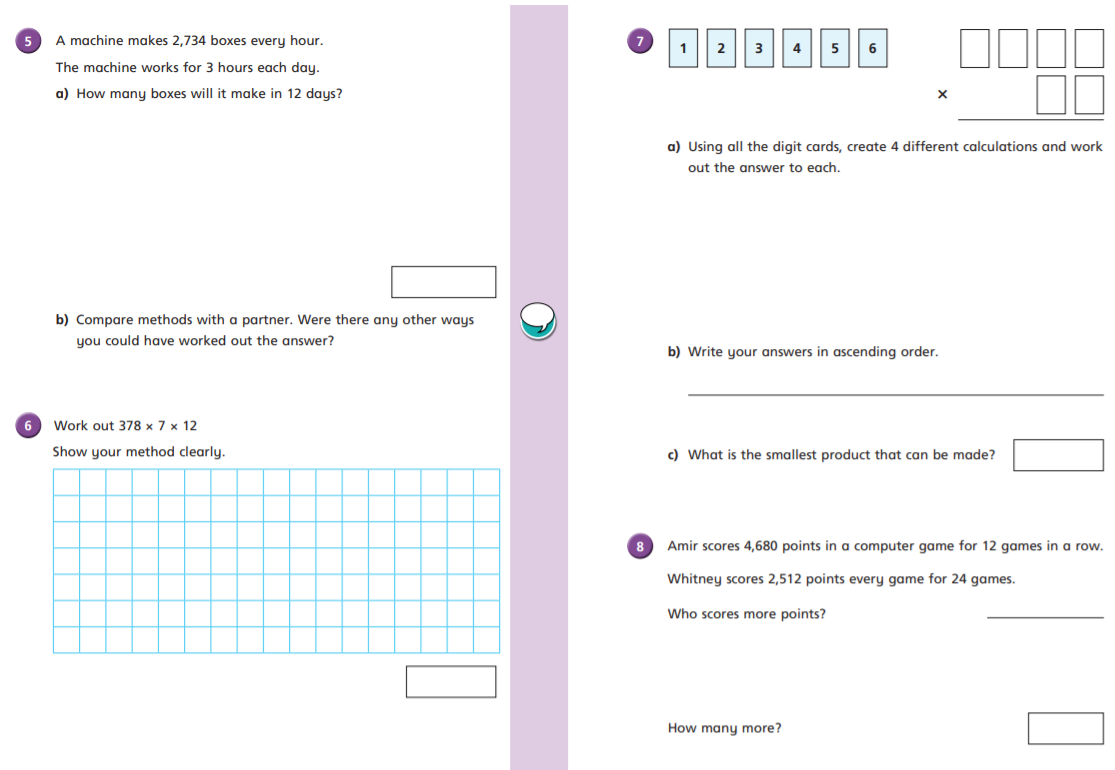 5 A machine makes 2,734 boxes every hour.
The machine works for 3 hours each day.
a) How many boxes will it make in 12 days?
b) Compare methods with a partner. Were there any other ways
you could have worked out the answer?
6 Work out 378 × 7 × 12
Show your method clearly.
7 1 2 3 4 5 6
×
a) Using all the digit cards, create 4 different calculations and work
out the answer to each.
b) Write your answers in ascending order.
c) What is the smallest product that can be made?
8 Amir scores 4,680 points in a computer game for 12 games in a row.
Whitney scores 2,512 points every game for 24 games.
Who scores more points?
How many more?